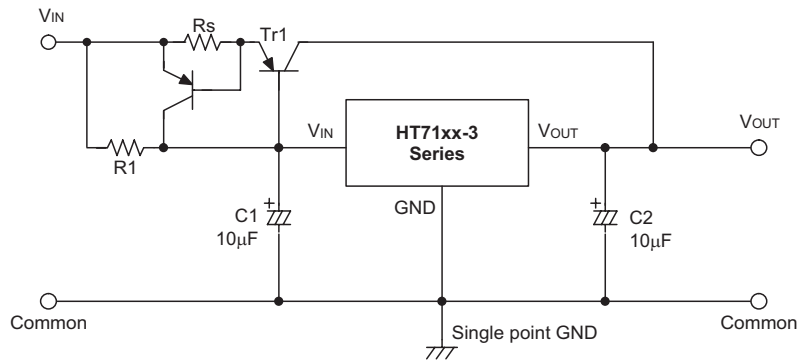 VIN
Rs
Tr1
R1
VIN
HT71xx-3
Series
VOUT
VOUT
GND
C1
10μF
C2
10μF
Common
Single point GND
Common